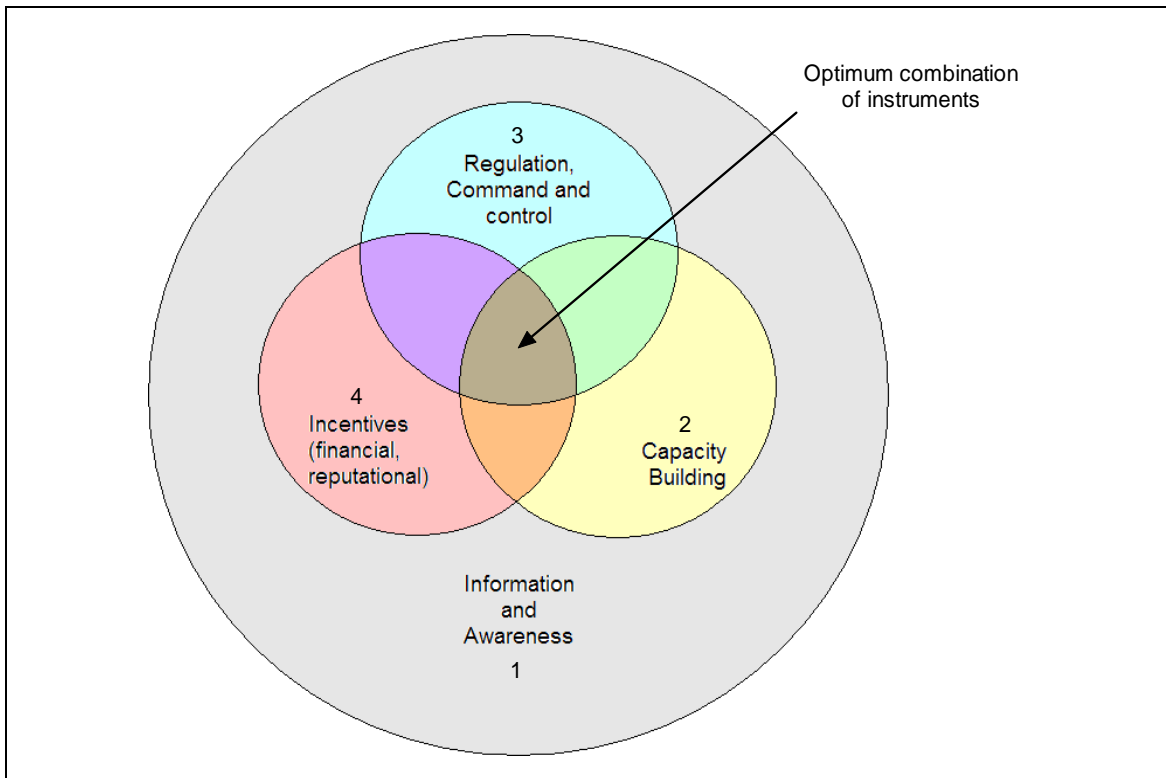 Optimum combination
of instruments
3
Regulation,
Command and
control
4
Incentives
(financial,
reputational)
2
Capacity
Building
Information
and
Awareness
1